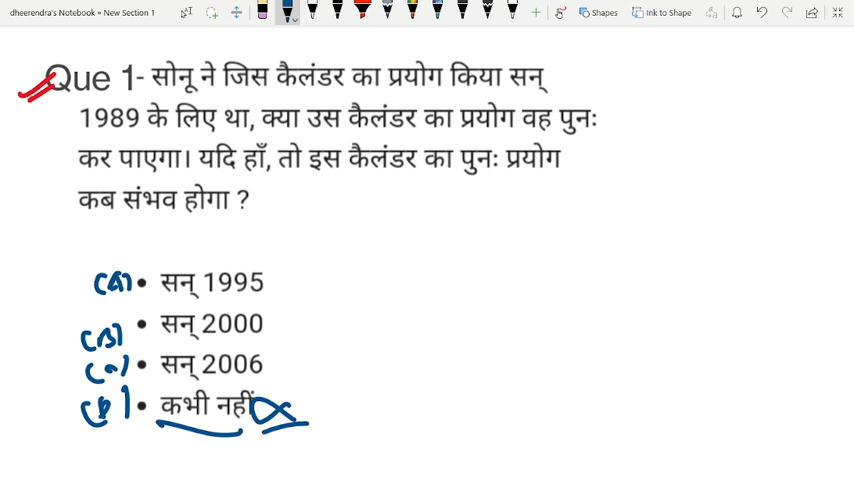 dheerendra's Notebook » New Section 1 Shapes Ink to Shape
Que 1- सोनू ने जिस कैलंडर का प्रयोग किया सन्
1989 के लिए था, क्या उस कैलंडर का प्रयोग वह पुनः
कर पाएगा। यदि हाँ, तो इस कैलंडर का पुनः प्रयोग
कब संभव होगा ?
(A) • सन् 1995
(B) • सन् 2000
• सन् 2006
(D) • कभी नहीं